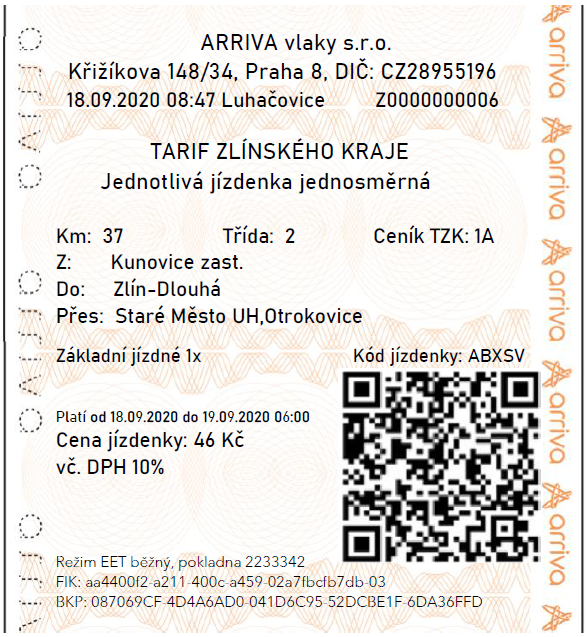 ARRIVA vlaky s.r.o.
Křižíkova 148/34, Praha 8, DIČ: CZ28955196
18.09.2020 08:47 Luhačovice Z0000000006
TARIF ZLÍNSKÉHO KRAJE
Jednotlivá jízdenka jednosměrná
Km: 37 Třída: 2 Ceník TZK: 1A
Z: Kunovice zast.
Do: Zlín-Dlouhá
Přes: Staré Město UH,Otrokovice
Základní jízdné 1x Kód jízdenky: ABXSV
Platí od 18.09.2020 do 19.09.2020 06:00
Cena jízdenky: 46 Kč
vč. DPH 10%
Režim EET běžný, pokladna 2233342
FIK: aa4400f2-a211-400c-a459-02a7fbcfb7db-03
BKP: 087069CF-4D4A6AD0-041D6C95-52DCBE1F-6DA36FFD
arriva
arriva
arriva
arriva
arriva